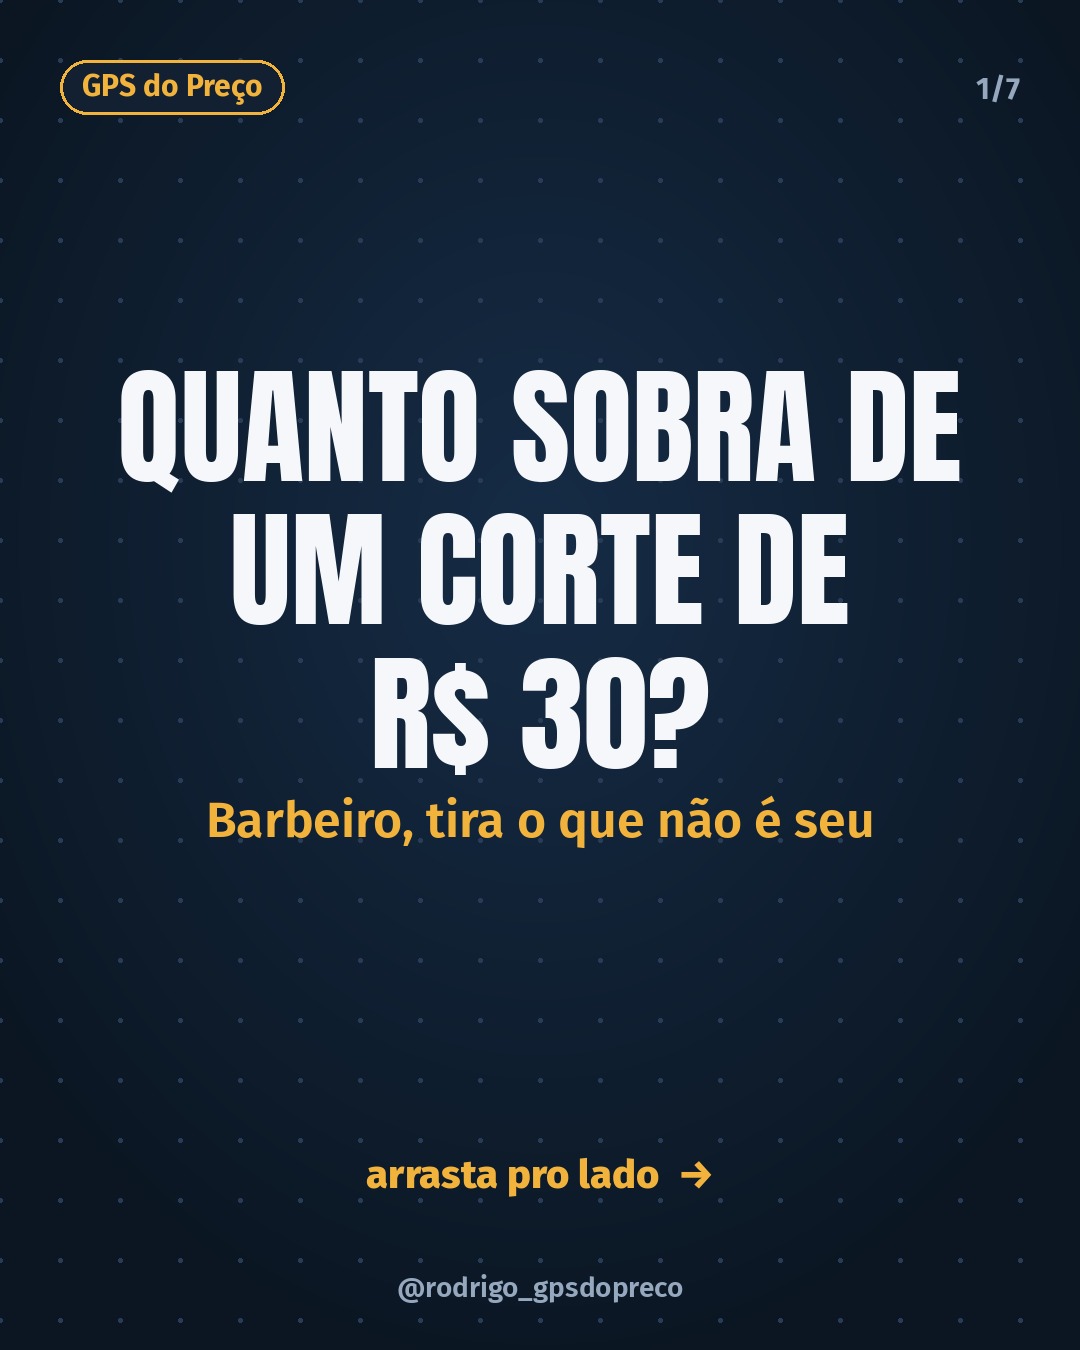 GPS do Preço
1/7
QUANTO SOBRA DE
UM CORTE DE
R$ 30?
Barbeiro, tira o que não é seu
arrasta pro lado →
@rodrigo_gpsdopreco